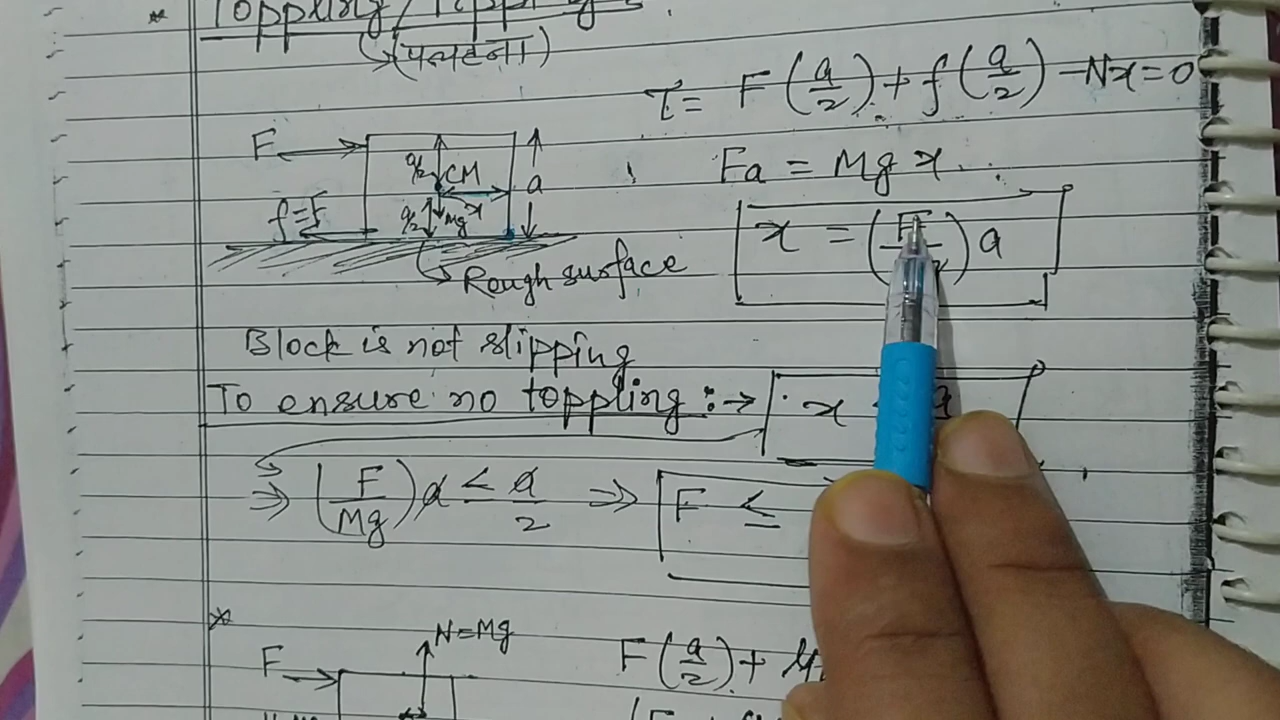 * Toppling/Tipping :
(पलटना)
τ = F (a/2) + f (a/2) - Nx = 0
F
a/2 CM
a
Fa = Mg x
f = F
a/2 Mg x
x = (F/ ) a
Rough surface
Block is not slipping
To ensure no toppling :→ x
⇒ (F/Mg) a ≤ a/2 ⇒ F ≤
*
N=Mg
F
F (a/2) +